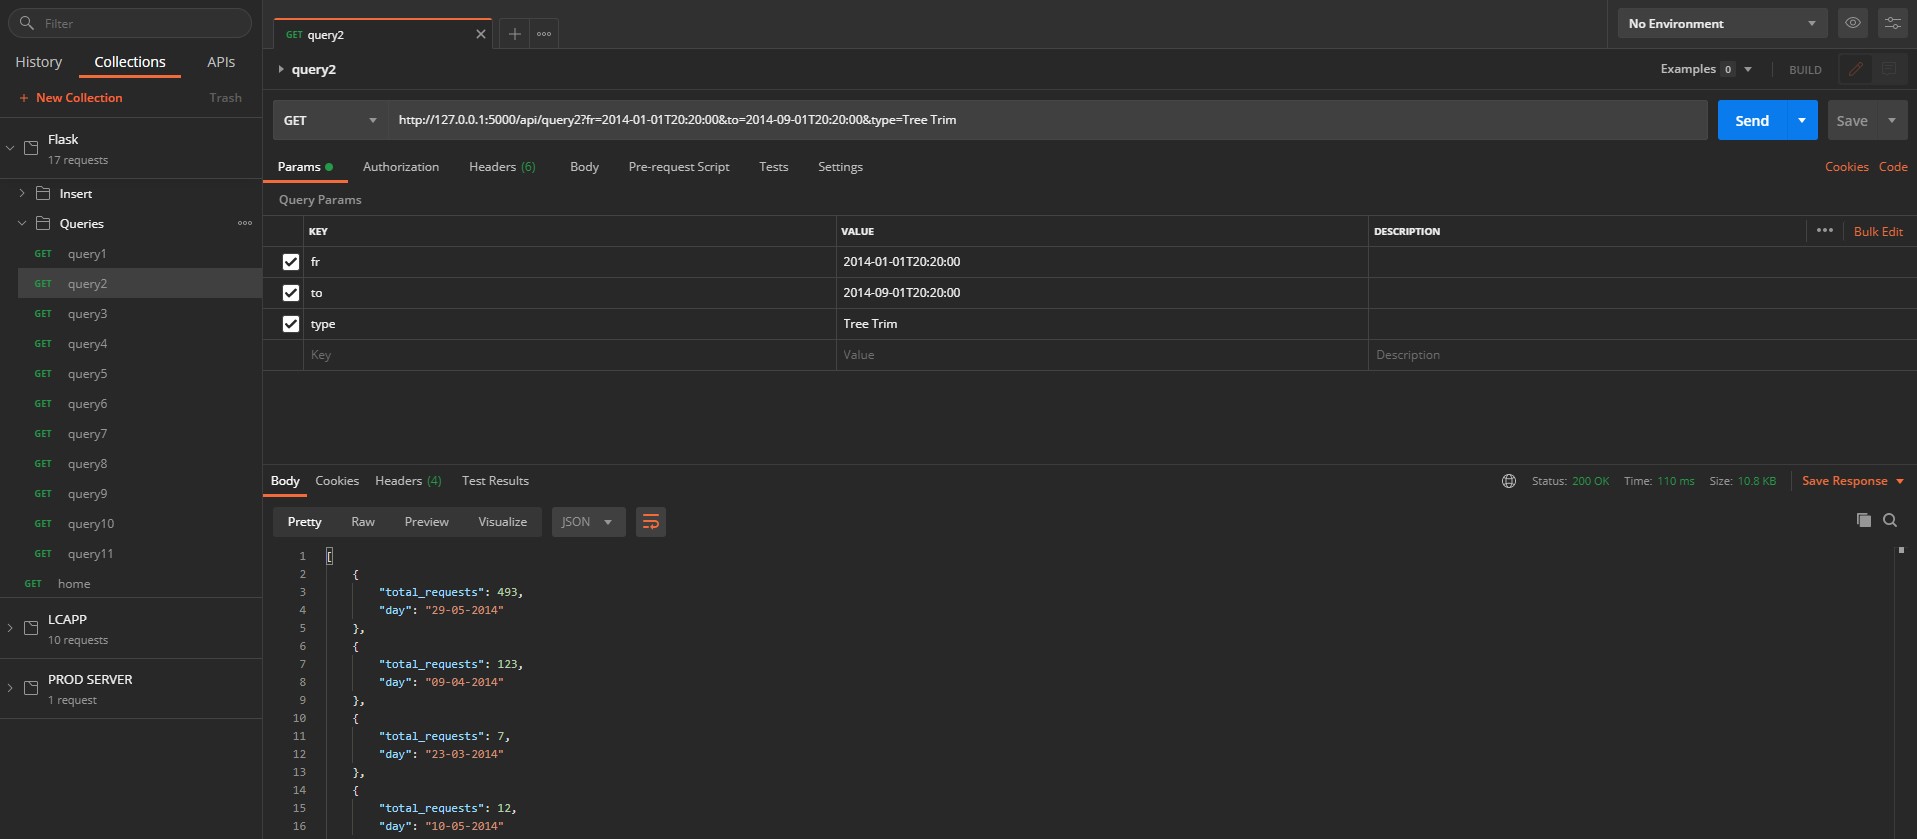 Filter
History Collections APIs
+ New Collection Trash
Flask
17 requests
Insert
Queries
GET query1
GET query2
GET query3
GET query4
GET query5
GET query6
GET query7
GET query8
GET query9
GET query10
GET query11
GET home
LCAPP
10 requests
PROD SERVER
1 request
GET query2
No Environment
query2
Examples 0 BUILD
GET http://127.0.0.1:5000/api/query2?fr=2014-01-01T20:20:00&to=2014-09-01T20:20:00&type=Tree Trim Send Save
Params Authorization Headers (6) Body Pre-request Script Tests Settings Cookies Code
Query Params
KEY VALUE DESCRIPTION Bulk Edit
fr 2014-01-01T20:20:00
to 2014-09-01T20:20:00
type Tree Trim
Key Value Description
Body Cookies Headers (4) Test Results Status: 200 OK Time: 110 ms Size: 10.8 KB Save Response
Pretty Raw Preview Visualize JSON
1 [
2 {
3 "total_requests": 493,
4 "day": "29-05-2014"
5 },
6 {
7 "total_requests": 123,
8 "day": "09-04-2014"
9 },
10 {
11 "total_requests": 7,
12 "day": "23-03-2014"
13 },
14 {
15 "total_requests": 12,
16 "day": "10-05-2014"